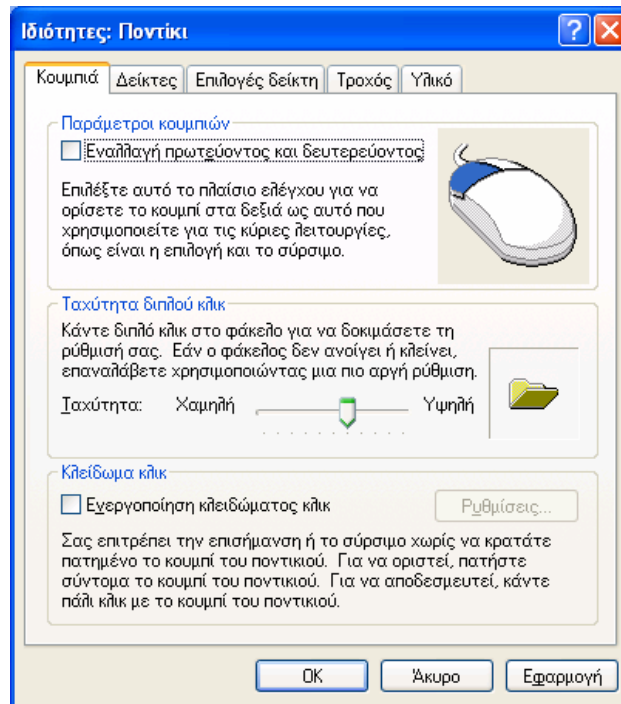 Ιδιότητες: Ποντίκι
Κουμπιά Δείκτες Επιλογές δείκτη Τροχός Υλικό
Παράμετροι κουμπιών
Εναλλαγή πρωτεύοντος και δευτερεύοντος
Επιλέξτε αυτό το πλαίσιο ελέγχου για να
ορίσετε το κουμπί στα δεξιά ως αυτό που
χρησιμοποιείτε για τις κύριες λειτουργίες,
όπως είναι η επιλογή και το σύρσιμο.
Ταχύτητα διπλού κλικ
Κάντε διπλό κλικ στο φάκελο για να δοκιμάσετε τη
ρύθμισή σας. Εάν ο φάκελος δεν ανοίγει ή κλείνει,
επαναλάβετε χρησιμοποιώντας μια πιο αργή ρύθμιση.
Ταχύτητα: Χαμηλή Υψηλή
Κλείδωμα κλικ
Ενεργοποίηση κλειδώματος κλικ Ρυθμίσεις...
Σας επιτρέπει την επισήμανση ή το σύρσιμο χωρίς να κρατάτε
πατημένο το κουμπί του ποντικιού. Για να οριστεί, πατήστε
σύντομα το κουμπί του ποντικιού. Για να αποδεσμευτεί, κάντε
πάλι κλικ με το κουμπί του ποντικιού.
OK Άκυρο Εφαρμογή